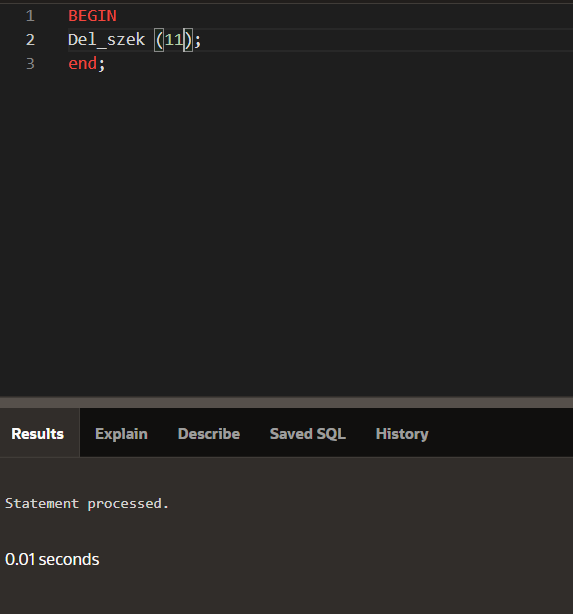 1 BEGIN
2 Del_szek (11);
3 end;
Results Explain Describe Saved SQL History
Statement processed.
0.01 seconds